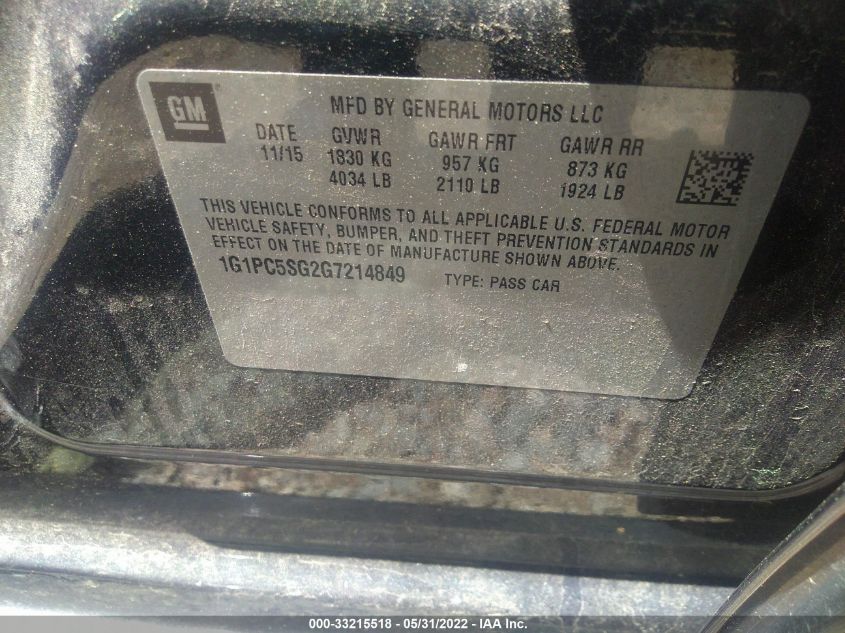 GM
MFD BY GENERAL MOTORS LLC
DATE GVWR GAWR FRT GAWR RR
11/15 1830 KG 957 KG 873 KG
4034 LB 2110 LB 1924 LB
THIS VEHICLE CONFORMS TO ALL APPLICABLE U.S. FEDERAL MOTOR
VEHICLE SAFETY, BUMPER, AND THEFT PREVENTION STANDARDS IN
EFFECT ON THE DATE OF MANUFACTURE SHOWN ABOVE.
1G1PC5SG2G7214849 TYPE: PASS CAR
000-33215518 - 05/31/2022 - © IAA Inc.